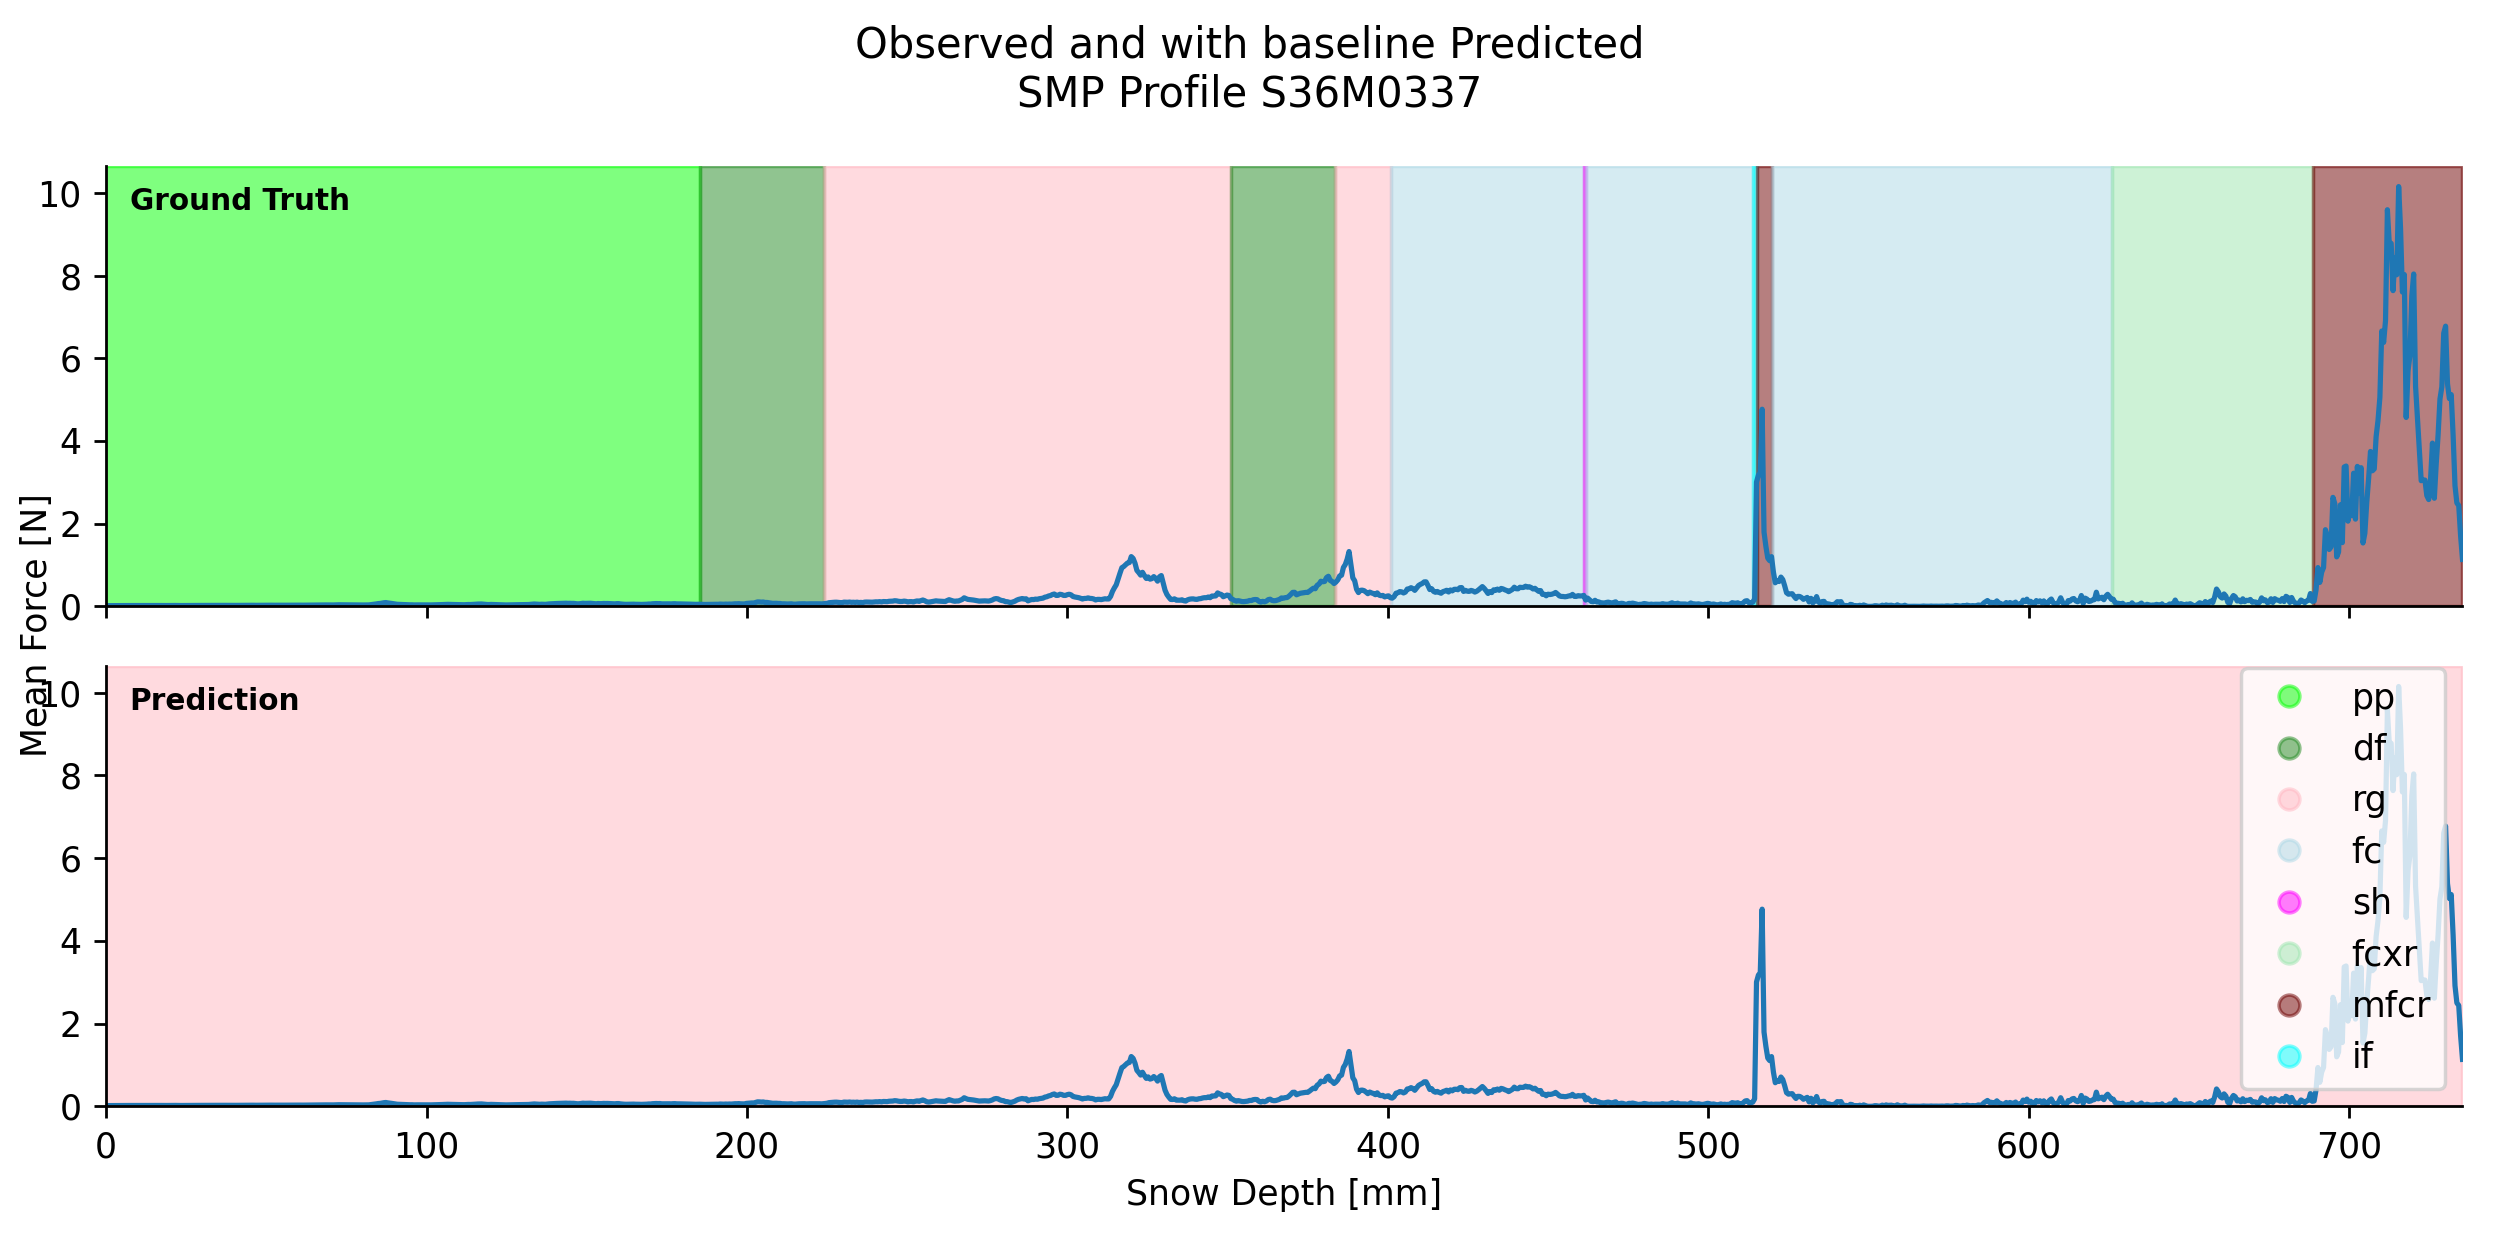 Observed and with baseline Predicted
SMP Profile S36M0337
Mean Force [N]
10
8
6
4
2
0
Ground Truth
10
8
6
4
2
0
Prediction
pp
df
rg
fc
sh
fcxr
mfcr
if
0 100 200 300 400 500 600 700
Snow Depth [mm]